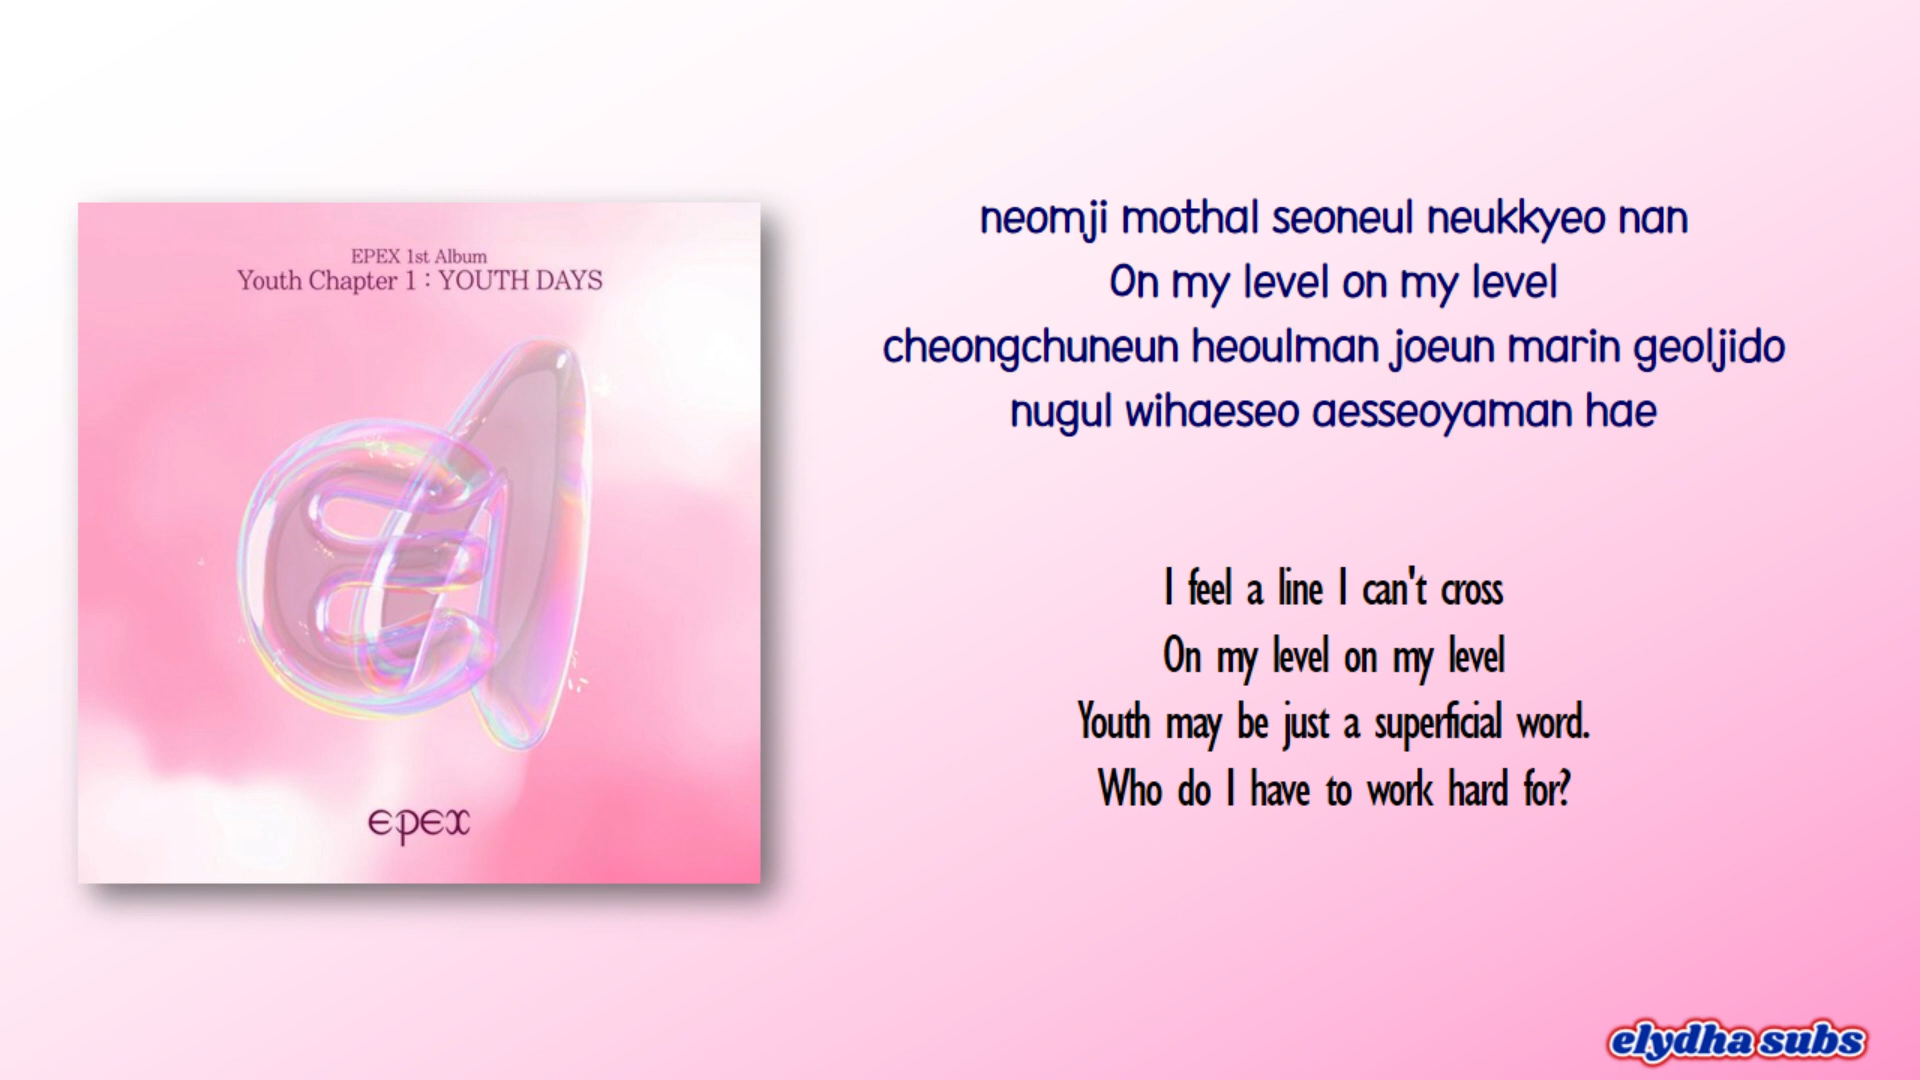 EPEX 1st Album
Youth Chapter 1 : YOUTH DAYS
epex
neomji mothal seoneul neukkyeo nan
On my level on my level
cheongchuneun heoulman joeun marin geoljido
nugul wihaeseo aesseoyaman hae
I feel a line I can't cross
On my level on my level
Youth may be just a superficial word.
Who do I have to work hard for?
elydha subs